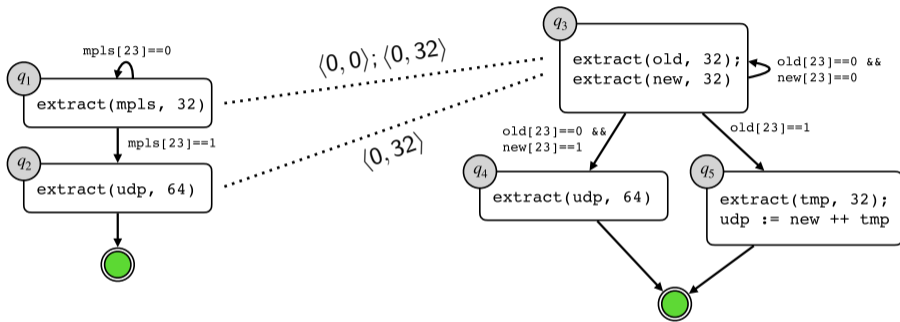 mpls[23]==0
q1
extract(mpls, 32)
mpls[23]==1
q2
extract(udp, 64)
⟨0, 0⟩; ⟨0, 32⟩
⟨0, 32⟩
q3
extract(old, 32);
extract(new, 32)
old[23]==0 &&
new[23]==0
old[23]==0 &&
new[23]==1
old[23]==1
q4
extract(udp, 64)
q5
extract(tmp, 32);
udp := new ++ tmp